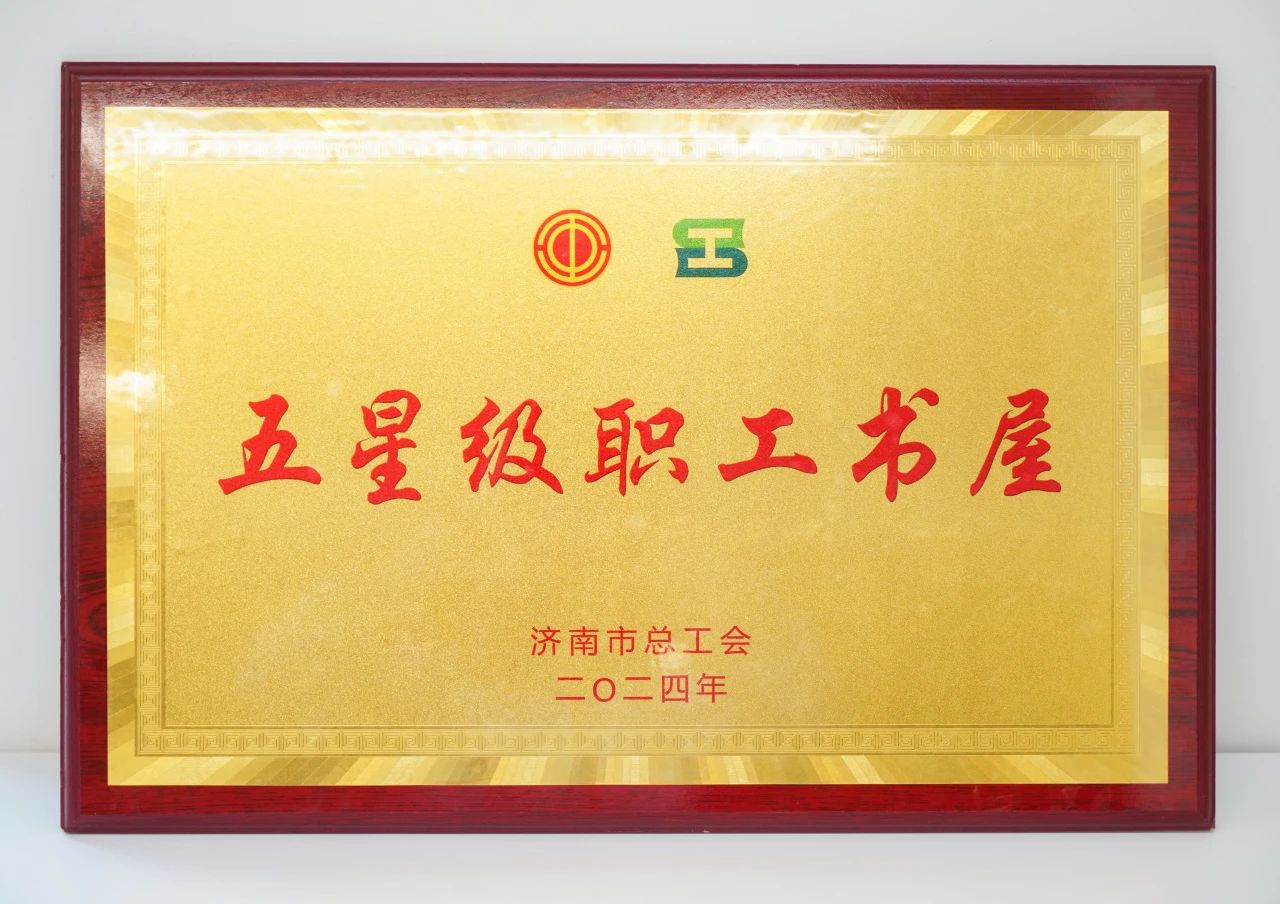 五星级职工书屋
济南市总工会
二〇二四年